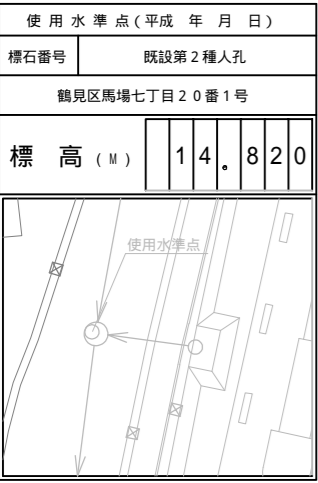 使用水準点(平成　年　月　日)
標石番号　既設第2種人孔
鶴見区馬場七丁目20番1号
標　高(M)　14.820
使用水準点